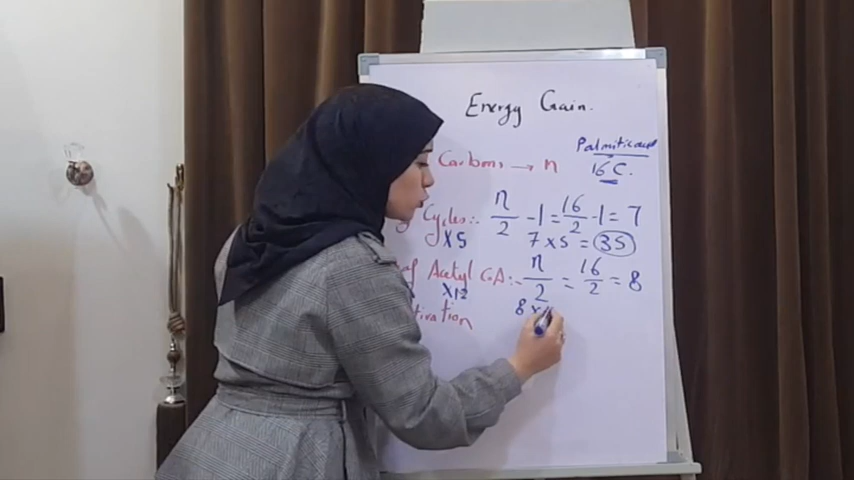 Energy Gain.
Palmitic acid
Carbons → n
16 C.
Cycles:- n/2 -1 = 16/2 -1 = 7
X5
7 x 5 = 35
of Acetyl CoA:- n/2 = 16/2 = 8
X12
8 x